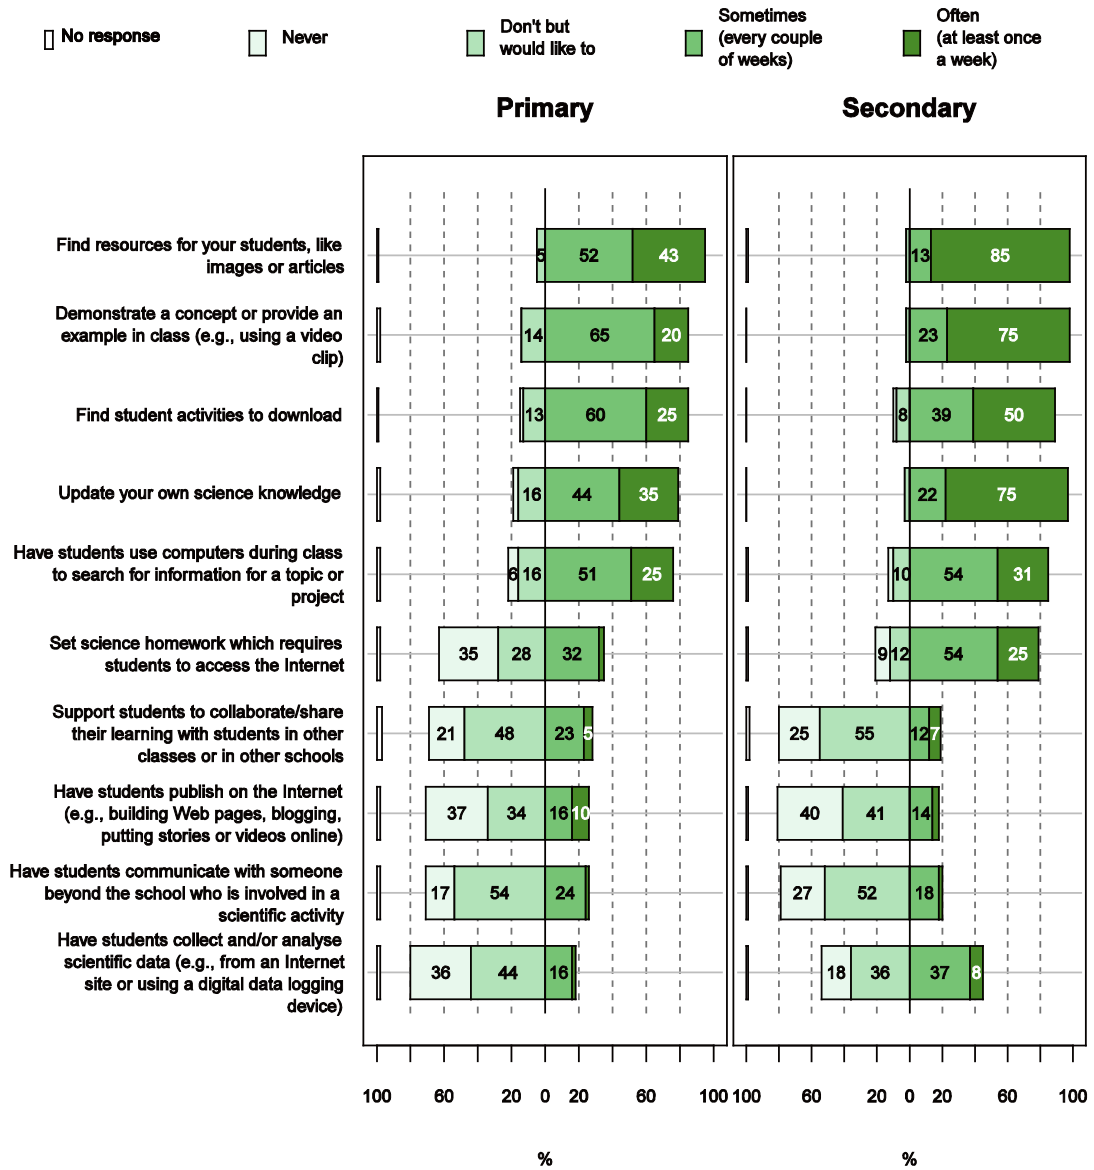 No response
Never
Don't but
would like to
Sometimes
(every couple
of weeks)
Often
(at least once
a week)
Primary
Secondary
Find resources for your students, like
images or articles
5 52 43
13 85
Demonstrate a concept or provide an
example in class (e.g., using a video
clip)
14 65 20
23 75
Find student activities to download
13 60 25
8 39 50
Update your own science knowledge
16 44 35
22 75
Have students use computers during class
to search for information for a topic or
project
6 16 51 25
10 54 31
Set science homework which requires
students to access the Internet
35 28 32
9 12 54 25
Support students to collaborate/share
their learning with students in other
classes or in other schools
21 48 23 5
25 55 12 7
Have students publish on the Internet
(e.g., building Web pages, blogging,
putting stories or videos online)
37 34 16 10
40 41 14
Have students communicate with someone
beyond the school who is involved in a
scientific activity
17 54 24
27 52 18
Have students collect and/or analyse
scientific data (e.g., from an Internet
site or using a digital data logging
device)
36 44 16
18 36 37 8
100 60 20 0 20 60 100
100 60 20 0 20 60 100
%
%